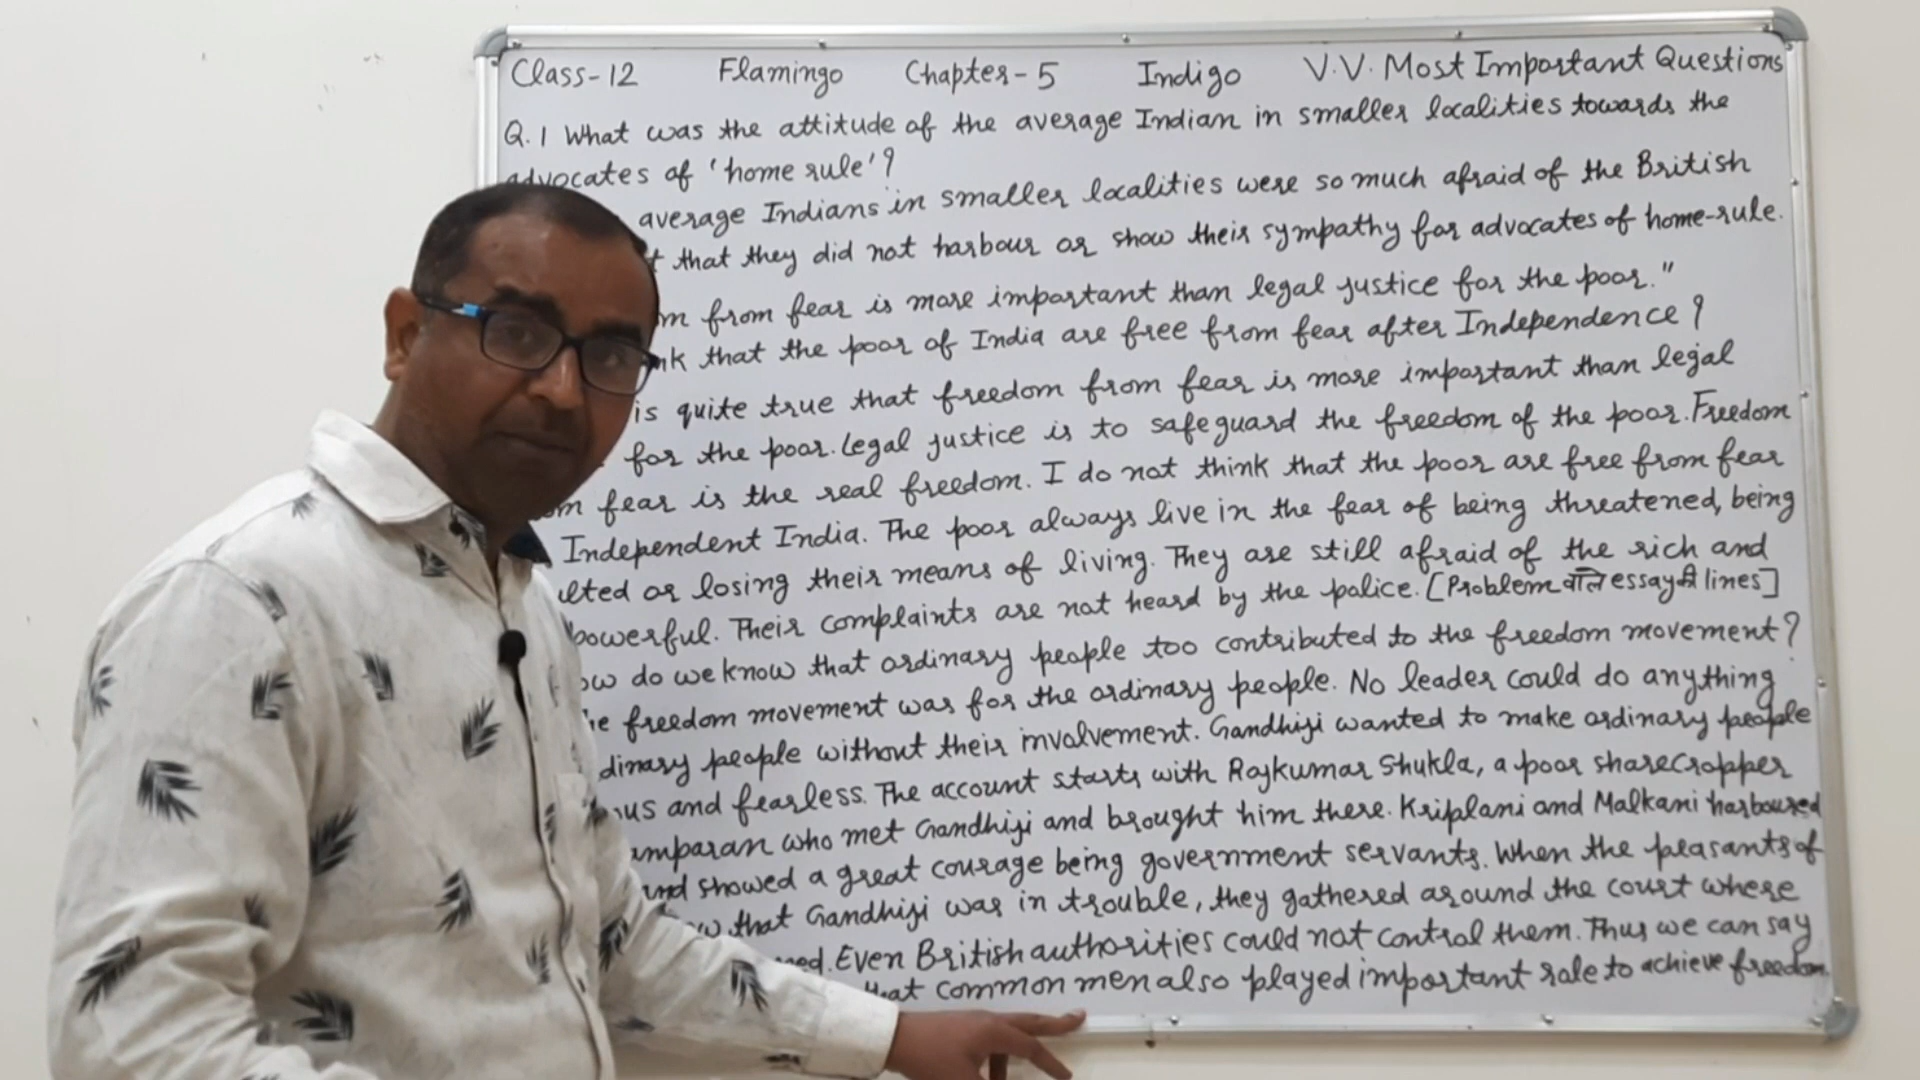 Class-12 Flamingo Chapter-5 Indigo V.V. Most Important Questions
Q.1 What was the attitude of the average Indian in smaller localities towards the
advocates of 'home rule'?
average Indians in smaller localities were so much afraid of the British
that they did not harbour or show their sympathy for advocates of home-rule.
from fear is more important than legal justice for the poor."
that the poor of India are free from fear after Independence?
is quite true that freedom from fear is more important than legal
for the poor. Legal justice is to safeguard the freedom of the poor. Freedom
fear is the real freedom. I do not think that the poor are free from fear
Independent India. The poor always live in the fear of being threatened, being
or losing their means of living. They are still afraid of the rich and
powerful. Their complaints are not heard by the police. [Problem वाले essay की lines]
do we know that ordinary people too contributed to the freedom movement?
freedom movement was for the ordinary people. No leader could do anything
people without their involvement. Gandhiji wanted to make ordinary people
and fearless. The account starts with Rajkumar Shukla, a poor sharecropper
who met Gandhiji and brought him there. Kriplani and Malkani harboured
and showed a great courage being government servants. When the peasants of
that Gandhiji was in trouble, they gathered around the court where
Even British authorities could not control them. Thus we can say
that common men also played important role to achieve freedom.